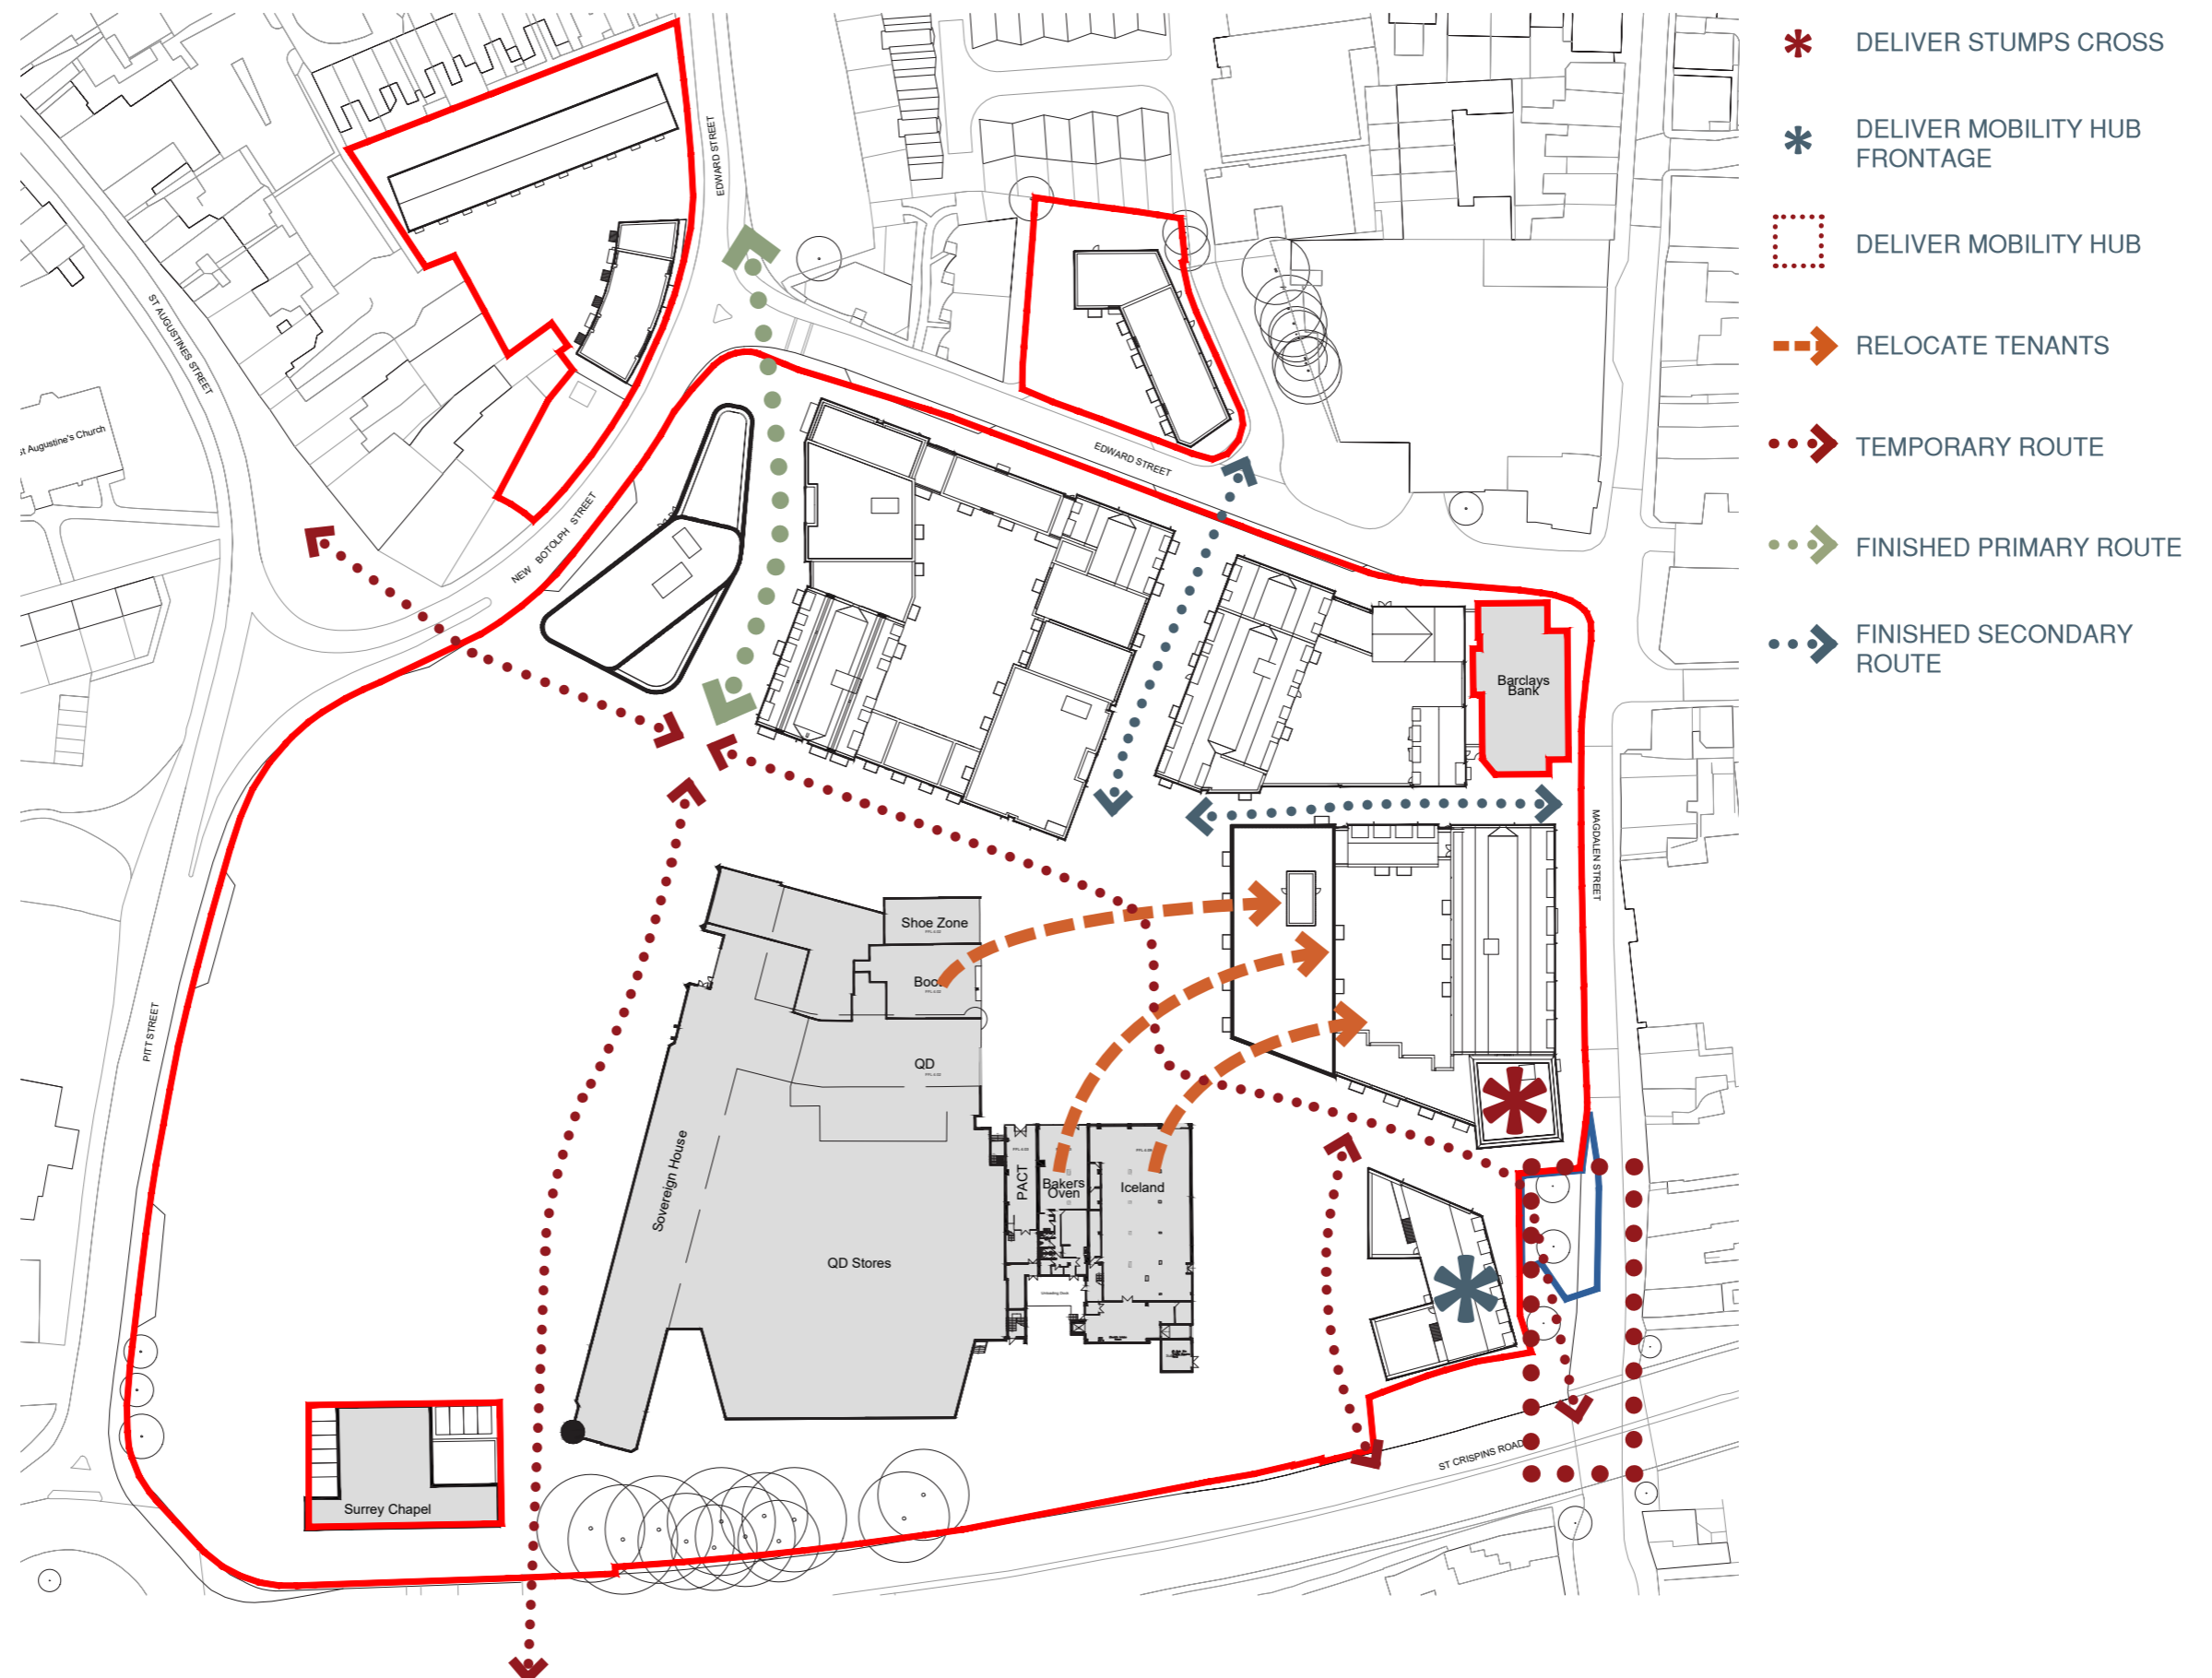 DELIVER STUMPS CROSS
DELIVER MOBILITY HUB
FRONTAGE
DELIVER MOBILITY HUB
RELOCATE TENANTS
TEMPORARY ROUTE
FINISHED PRIMARY ROUTE
FINISHED SECONDARY
ROUTE
EDWARD STREET
ST AUGUSTINES STREET
Augustine's Church
EDWARD STREET
NEW BOTOLPH STREET
Barclays
Bank
MAGDALEN STREET
Shoe Zone
QD
PITT STREET
Sovereign House
PACT
Bakers
Oven
Iceland
QD Stores
ST CRISPINS ROAD
Surrey Chapel